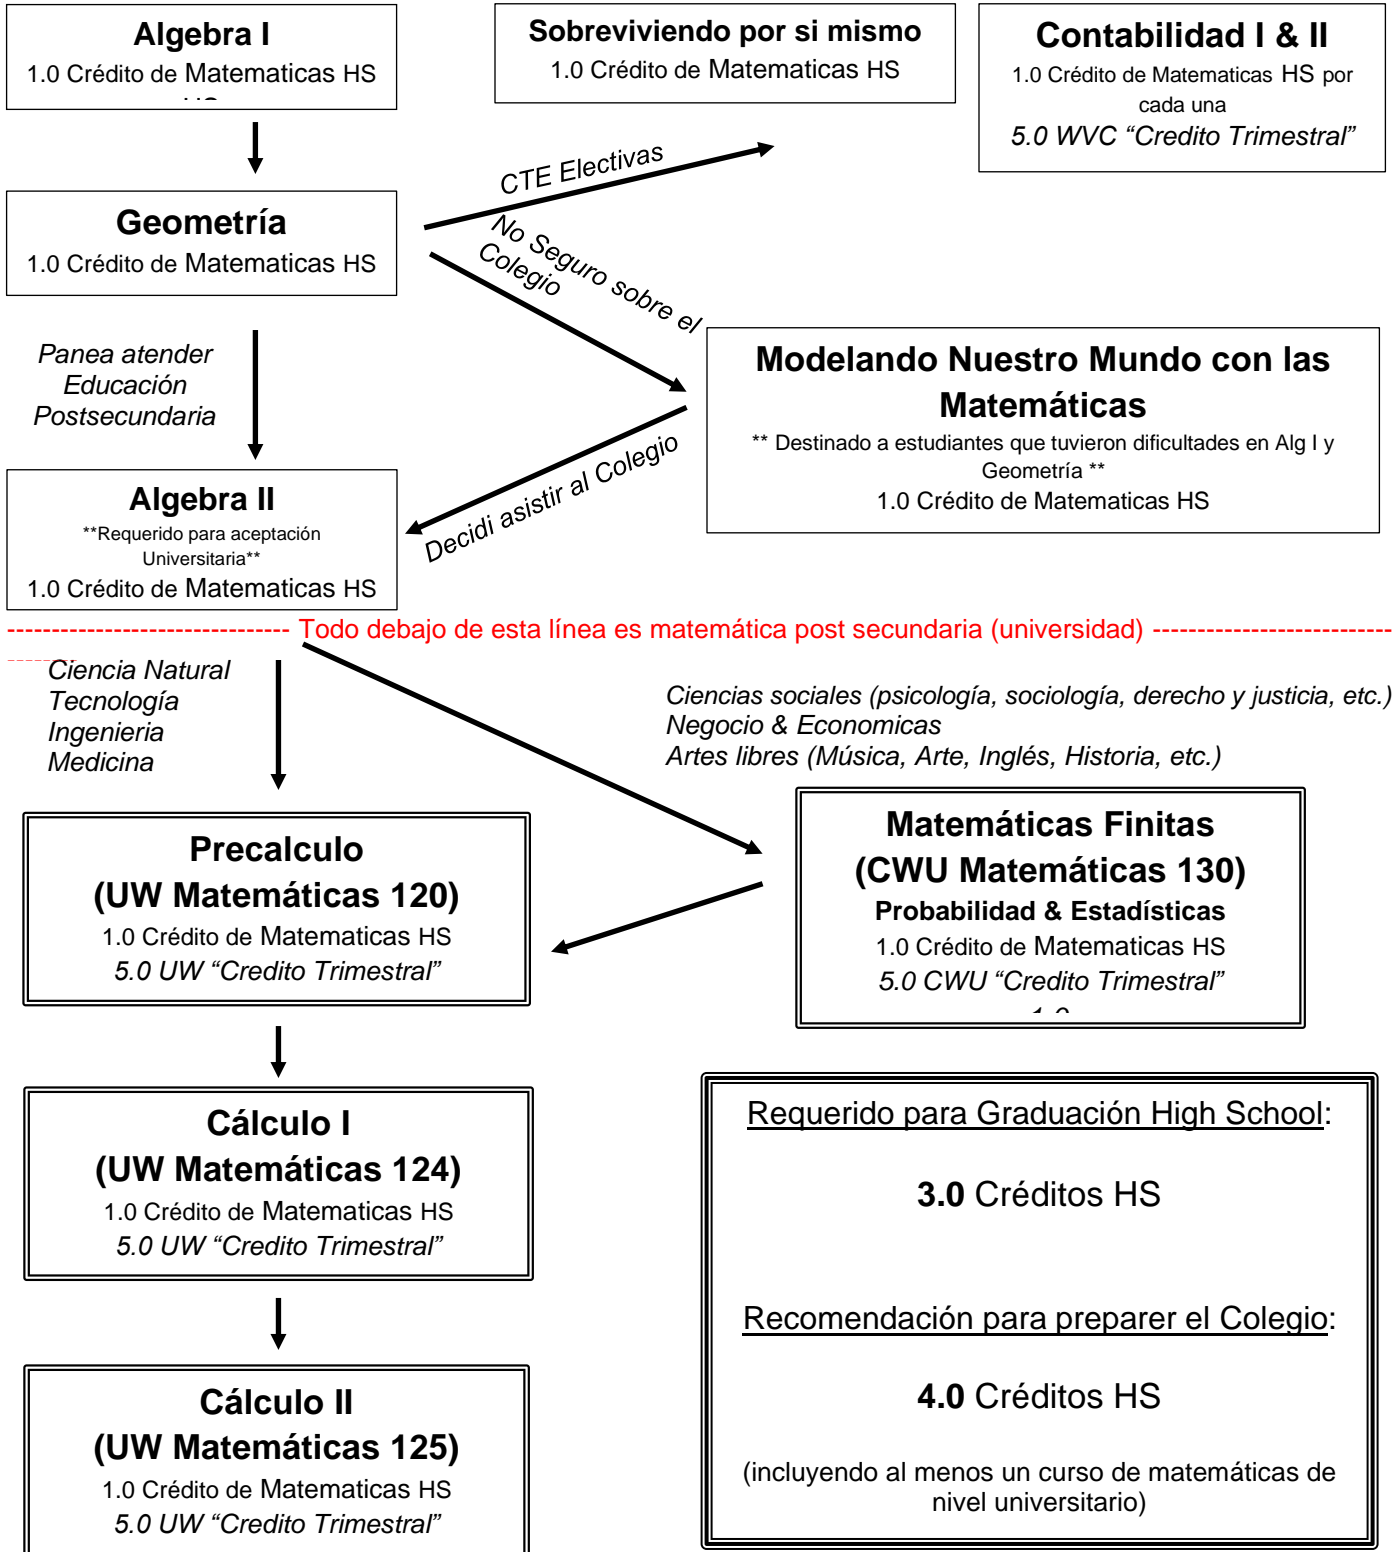 Algebra I
1.0 Crédito de Matematicas HS
Sobreviviendo por si mismo
1.0 Crédito de Matematicas HS
Contabilidad I & II
1.0 Crédito de Matematicas HS por
cada una
5.0 WVC “Credito Trimestral”
CTE Electivas
Geometría
1.0 Crédito de Matematicas HS
No Seguro sobre el
Colegio
Panea atender
Educación
Postsecundaria
Modelando Nuestro Mundo con las
Matemáticas
** Destinado a estudiantes que tuvieron dificultades en Alg I y
Geometría **
1.0 Crédito de Matematicas HS
Decidi asistir al Colegio
Algebra II
**Requerido para aceptación
Universitaria**
1.0 Crédito de Matematicas HS
------------------------------- Todo debajo de esta línea es matemática post secundaria (universidad) --------------------------
--------
Ciencia Natural
Tecnología
Ingenieria
Medicina
Ciencias sociales (psicología, sociología, derecho y justicia, etc.)
Negocio & Economicas
Artes libres (Música, Arte, Inglés, Historia, etc.)
Precalculo
(UW Matemáticas 120)
1.0 Crédito de Matematicas HS
5.0 UW “Credito Trimestral”
Matemáticas Finitas
(CWU Matemáticas 130)
Probabilidad & Estadísticas
1.0 Crédito de Matematicas HS
5.0 CWU “Credito Trimestral”
Cálculo I
(UW Matemáticas 124)
1.0 Crédito de Matematicas HS
5.0 UW “Credito Trimestral”
Requerido para Graduación High School:
3.0 Créditos HS
Recomendación para preparer el Colegio:
4.0 Créditos HS
(incluyendo al menos un curso de matemáticas de
nivel universitario)
Cálculo II
(UW Matemáticas 125)
1.0 Crédito de Matematicas HS
5.0 UW “Credito Trimestral”